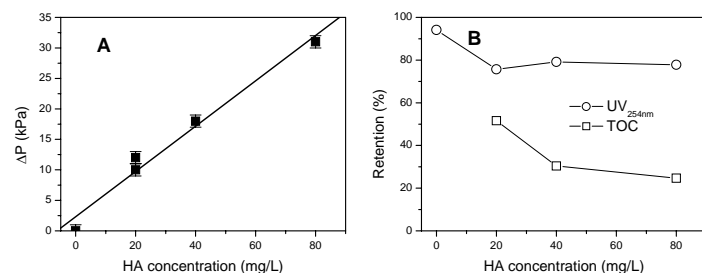 A
ΔP (kPa)
35
30
25
20
15
10
5
0
0 20 40 60 80
HA concentration (mg/L)
B
Retention (%)
100
80
60
40
20
0
UV254nm
TOC
0 20 40 60 80
HA concentration (mg/L)